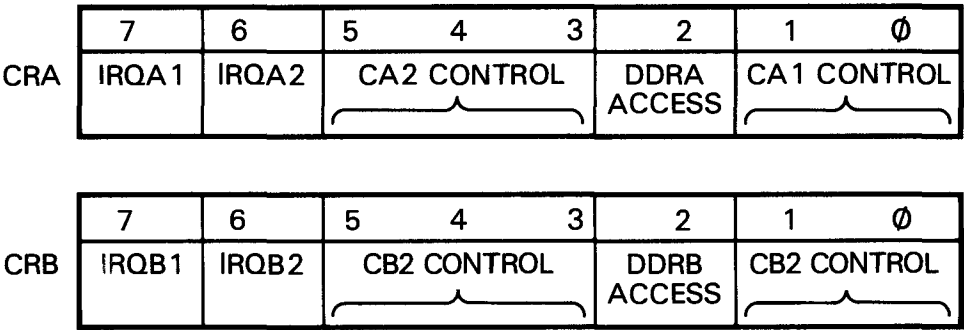 7 6 5 4 3 2 1 Ø
CRA IRQA1 IRQA2 CA2 CONTROL DDRA CA1 CONTROL
ACCESS
7 6 5 4 3 2 1 Ø
CRB IRQB1 IRQB2 CB2 CONTROL DDRB CB2 CONTROL
ACCESS